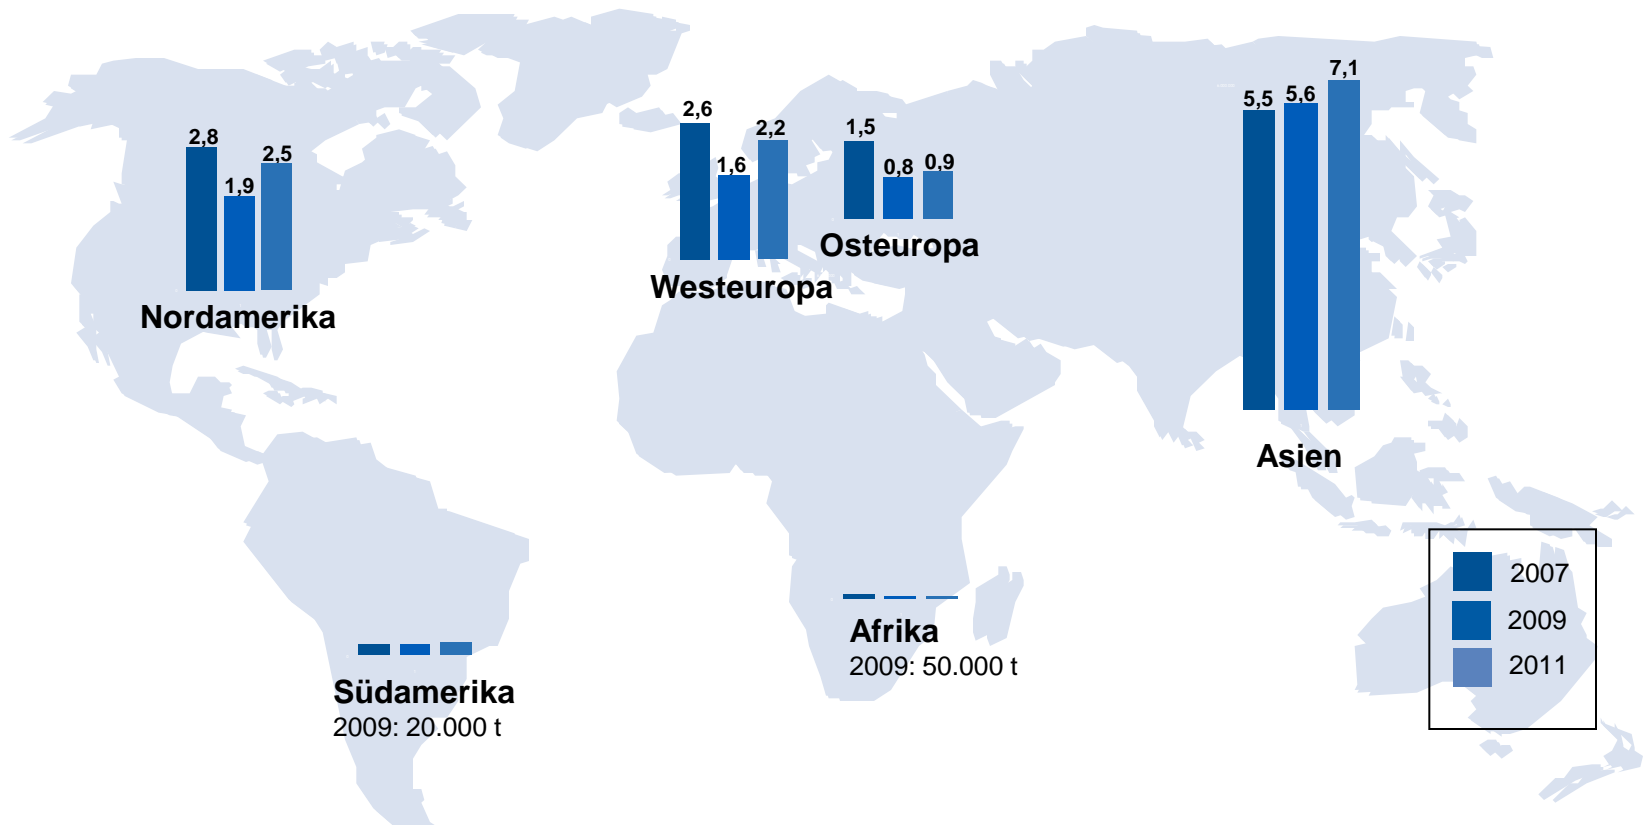 2,8
1,9
2,5
Nordamerika
2,6
1,6
2,2
Westeuropa
1,5
0,8
0,9
Osteuropa
5,5
5,6
7,1
Asien
Südamerika
2009: 20.000 t
Afrika
2009: 50.000 t
2007
2009
2011